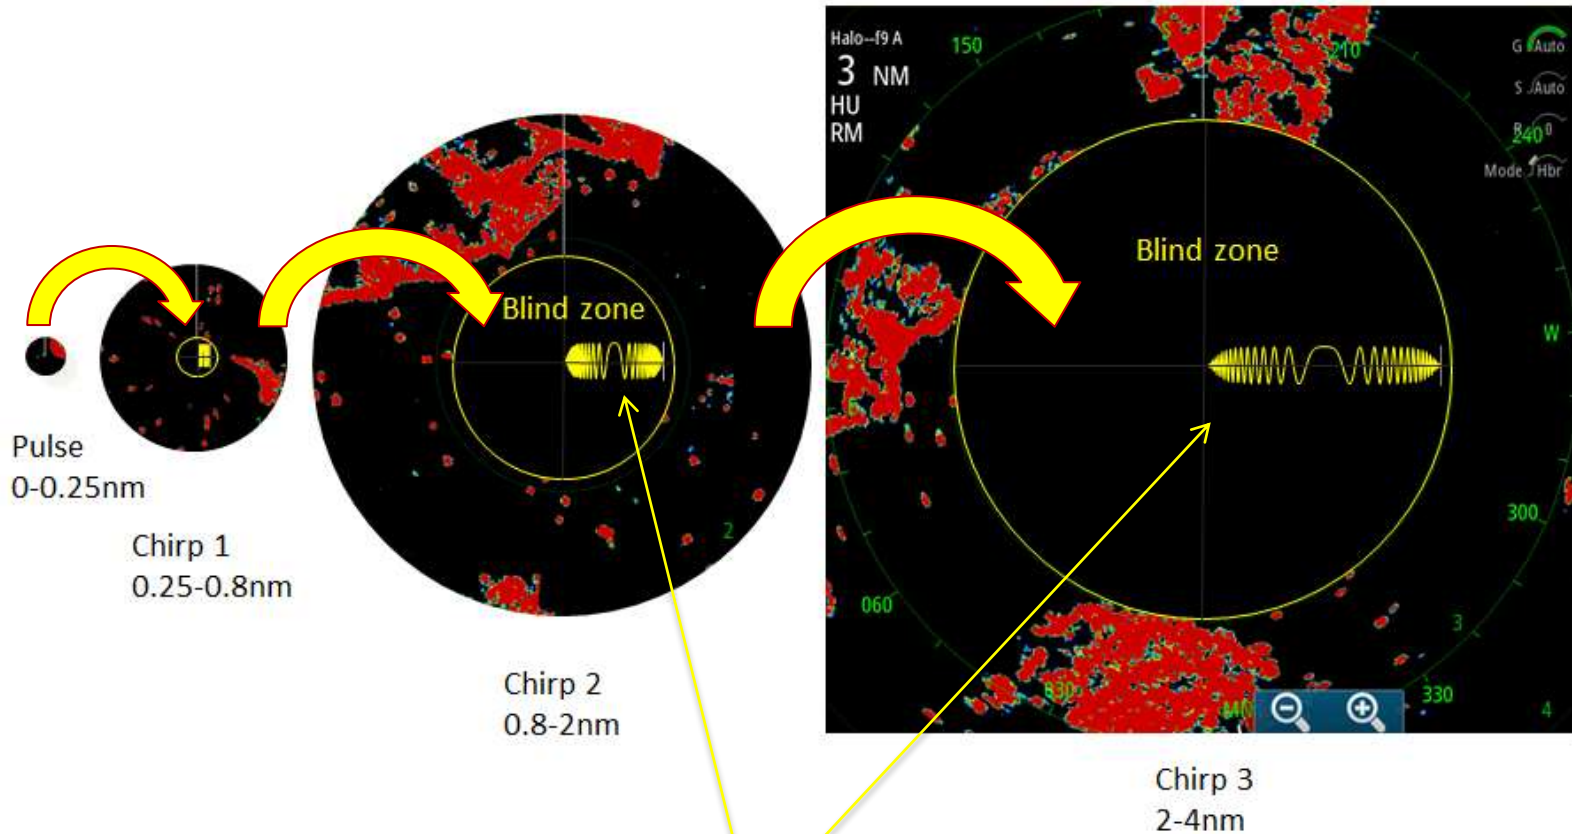 Pulse
0-0.25nm
Chirp 1
0.25-0.8nm
Blind zone
2
Chirp 2
0.8-2nm
Halo--f9 A
3 NM
HU
RM
150
210
G Auto
S Auto
240
Mode Hbr
Blind zone
W
300
060
3
330
4
Chirp 3
2-4nm